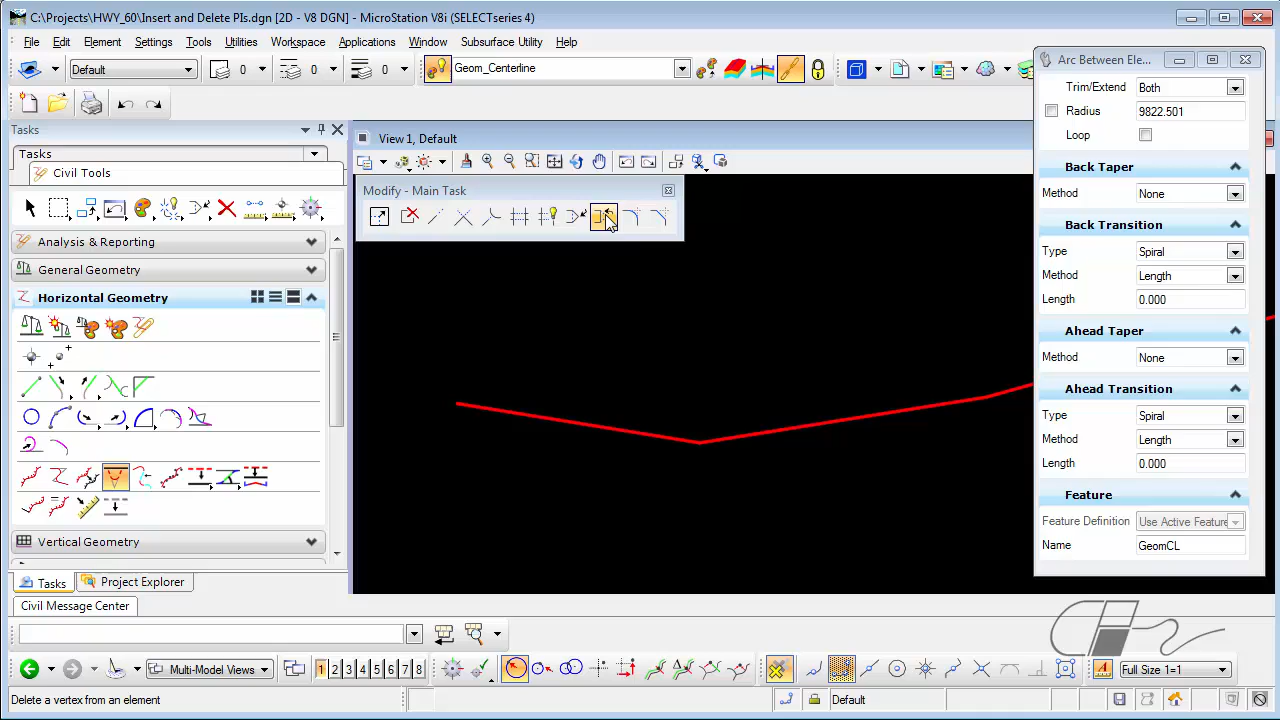 C:\Projects\HWY_60\Insert and Delete PIs.dgn [2D - V8 DGN] - MicroStation V8i (SELECTseries 4)
File Edit Element Settings Tools Utilities Workspace Applications Window Subsurface Utility Help
Default 0 0 0 Geom_Centerline
Arc Between Ele...
Trim/Extend Both
Radius 9822.501
Loop
Back Taper
Method None
Back Transition
Type Spiral
Method Length
Length 0.000
Ahead Taper
Method None
Ahead Transition
Type Spiral
Method Length
Length 0.000
Feature
Feature Definition Use Active Feature
Name GeomCL
Tasks
Tasks
Civil Tools
Analysis & Reporting
General Geometry
Horizontal Geometry
Vertical Geometry
Tasks Project Explorer
View 1, Default
Modify - Main Task
Civil Message Center
Multi-Model Views 1 2 3 4 5 6 7 8 Full Size 1=1
Delete a vertex from an element Default